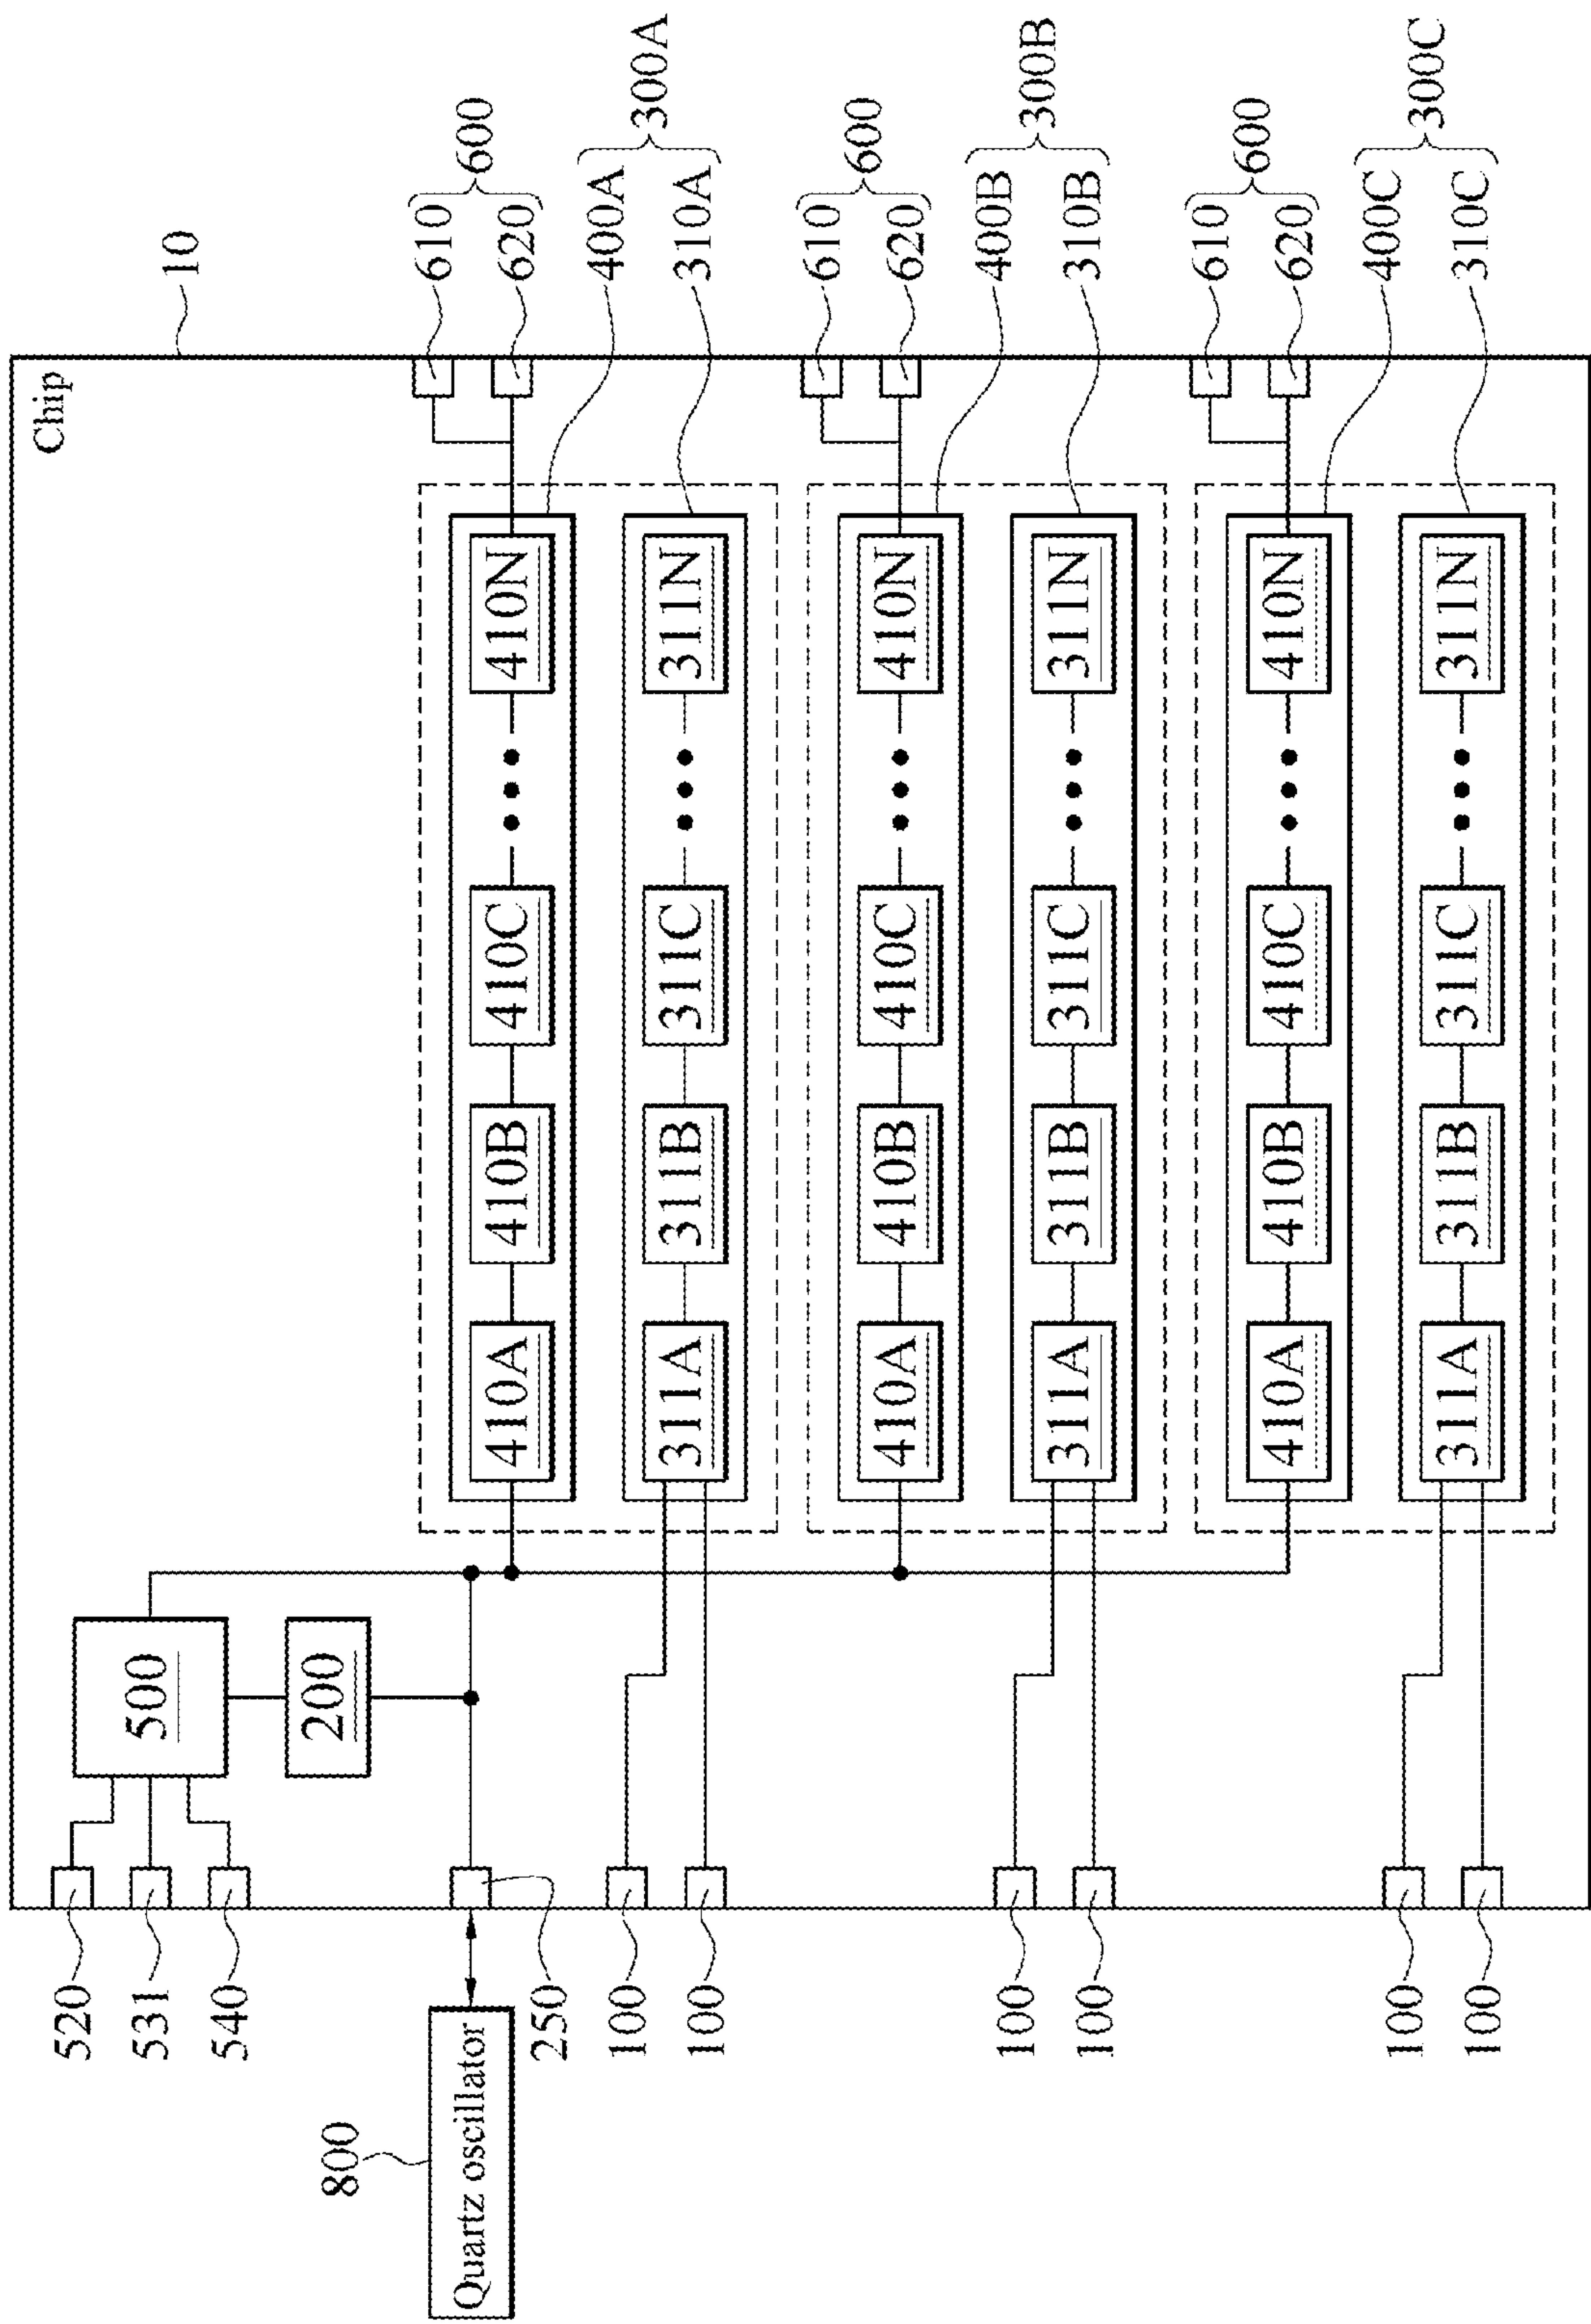 Chip
520
531
500
10
540
200
800
610
Quartz oscillator
600
410A 410B 410C 410N
620
250
400A
100
300A
100
311A 311B 311C 311N
310A
610
600
410A 410B 410C 410N
620
400B
100
300B
100
311A 311B 311C 311N
310B
610
600
410A 410B 410C 410N
620
400C
100
300C
100
311A 311B 311C 311N
310C